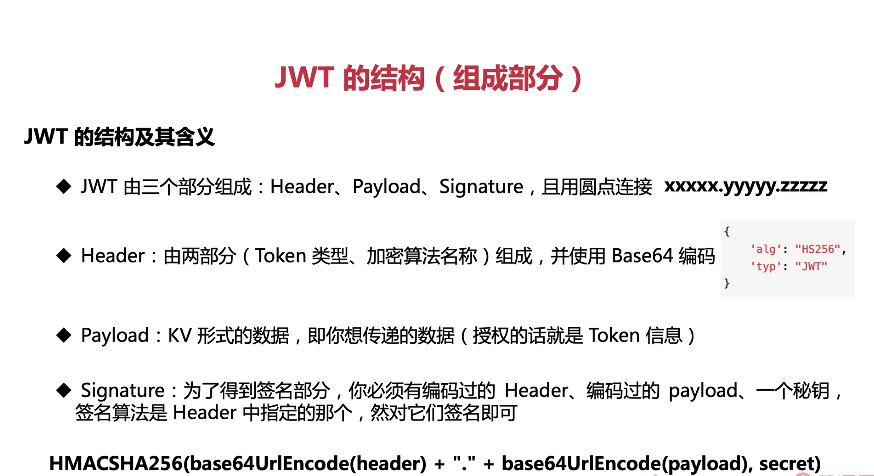 JWT 的结构（组成部分）
JWT 的结构及其含义
◆ JWT 由三个部分组成：Header、Payload、Signature，且用圆点连接 xxxxx.yyyyy.zzzzz
◆ Header：由两部分（Token 类型、加密算法名称）组成，并使用 Base64 编码
{
'alg': "HS256",
'typ': "JWT"
}
◆ Payload：KV 形式的数据，即你想传递的数据（授权的话就是 Token 信息）
◆ Signature：为了得到签名部分，你必须有编码过的 Header、编码过的 payload、一个秘钥，
签名算法是 Header 中指定的那个，然对它们签名即可
HMACSHA256(base64UrlEncode(header) + "." + base64UrlEncode(payload), secret)